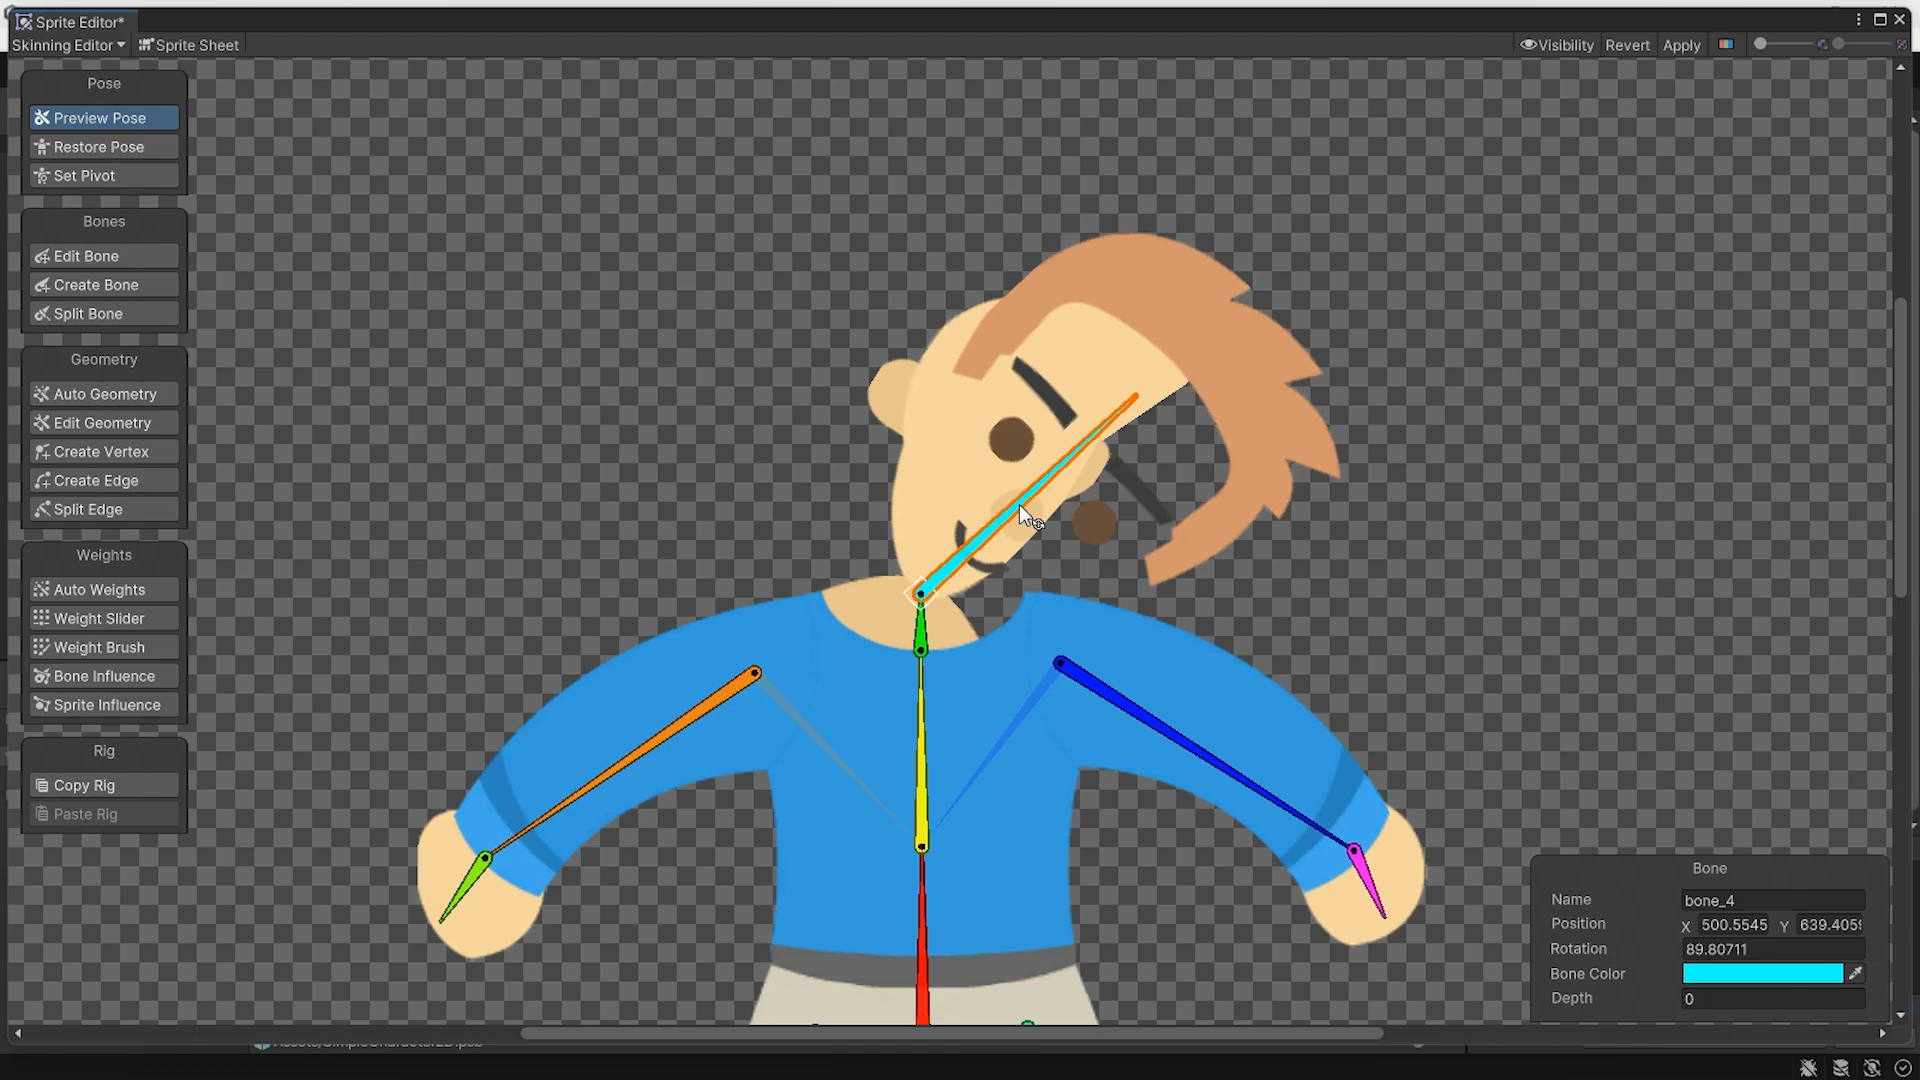 Sprite Editor*
Skinning Editor
Sprite Sheet
Visibility
Revert
Apply
Pose
Preview Pose
Restore Pose
Set Pivot
Bones
Edit Bone
Create Bone
Split Bone
Geometry
Auto Geometry
Edit Geometry
Create Vertex
Create Edge
Split Edge
Weights
Auto Weights
Weight Slider
Weight Brush
Bone Influence
Sprite Influence
Rig
Copy Rig
Paste Rig
Bone
Name bone_4
Position X 500.5545 Y 639.405
Rotation 89.80711
Bone Color
Depth 0